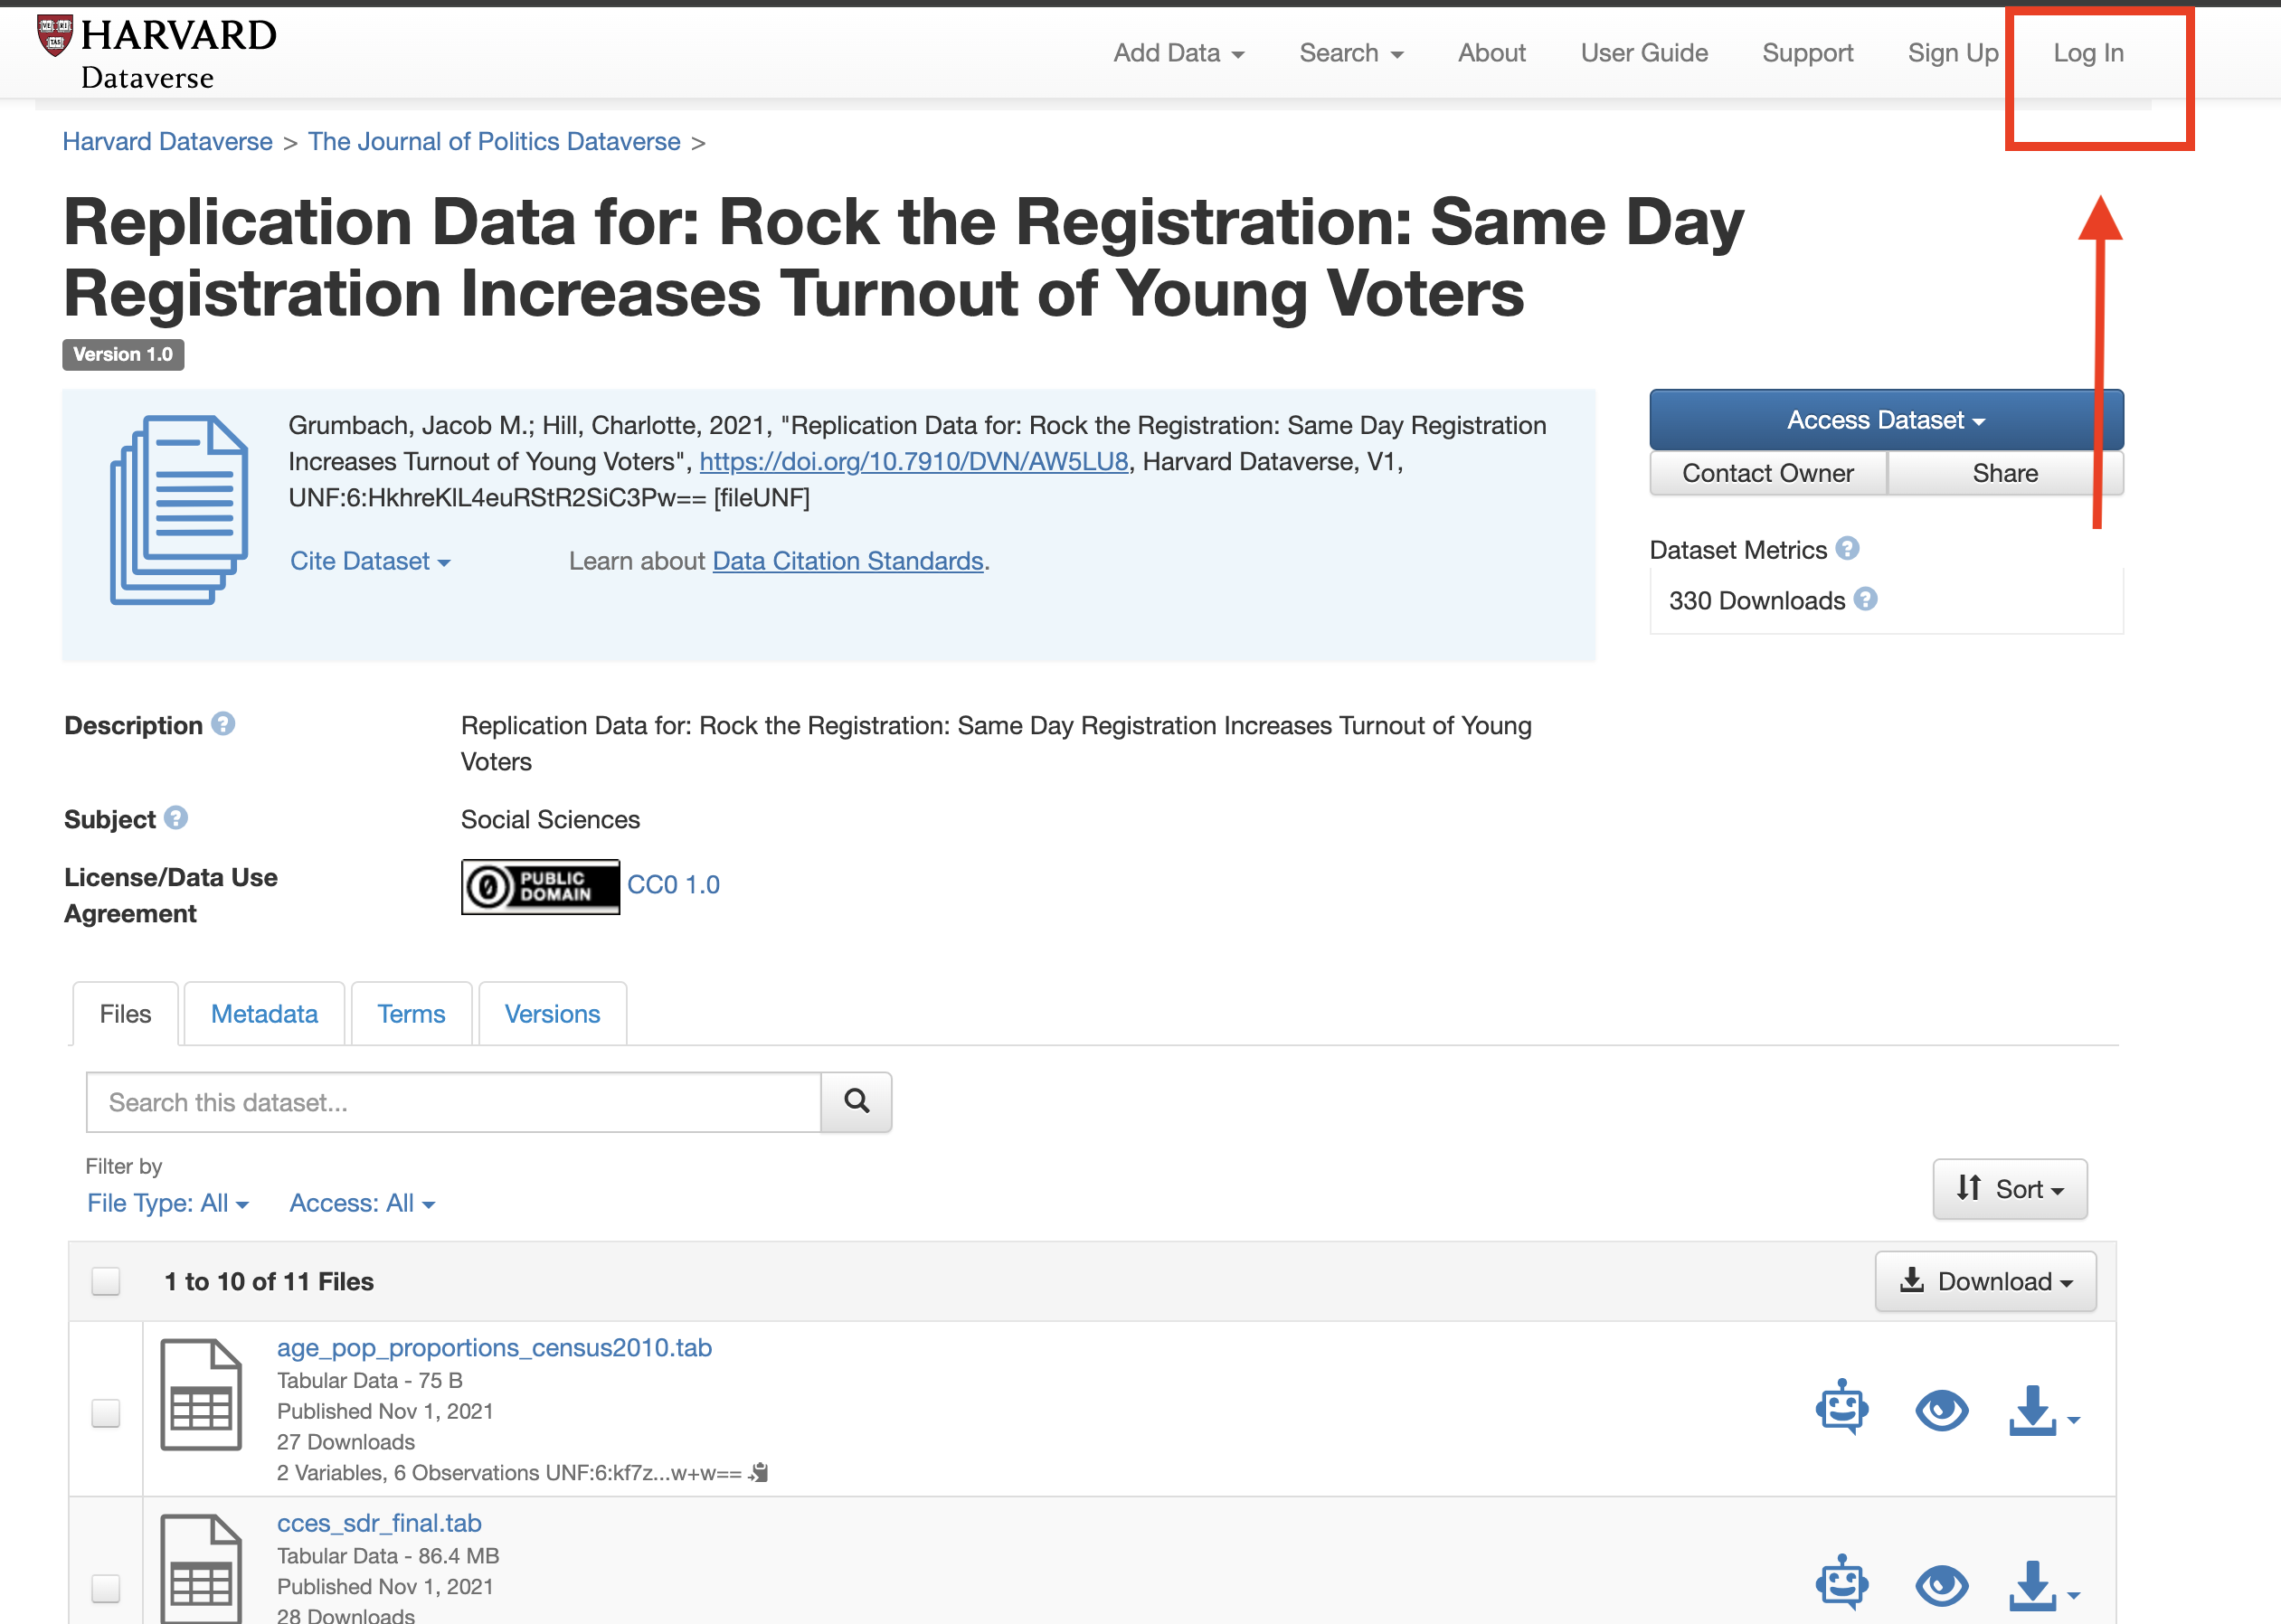 HARVARD
Dataverse
Add Data
Search
About
User Guide
Support
Sign Up
Log In
Harvard Dataverse > The Journal of Politics Dataverse >
Replication Data for: Rock the Registration: Same Day
Registration Increases Turnout of Young Voters
Version 1.0
Grumbach, Jacob M.; Hill, Charlotte, 2021, "Replication Data for: Rock the Registration: Same Day Registration
Increases Turnout of Young Voters", https://doi.org/10.7910/DVN/AW5LU8, Harvard Dataverse, V1,
UNF:6:HkhreKlL4euRStR2SiC3Pw== [fileUNF]
Cite Dataset
Learn about Data Citation Standards.
Access Dataset
Contact Owner
Share
Dataset Metrics ?
330 Downloads ?
Description ?
Replication Data for: Rock the Registration: Same Day Registration Increases Turnout of Young
Voters
Subject ?
Social Sciences
License/Data Use
Agreement
PUBLIC
DOMAIN
CC0 1.0
Files
Metadata
Terms
Versions
Search this dataset...
Filter by
File Type: All
Access: All
Sort
1 to 10 of 11 Files
Download
age_pop_proportions_census2010.tab
Tabular Data - 75 B
Published Nov 1, 2021
27 Downloads
2 Variables, 6 Observations UNF:6:kf7z...w+w==
cces_sdr_final.tab
Tabular Data - 86.4 MB
Published Nov 1, 2021
28 Downloads